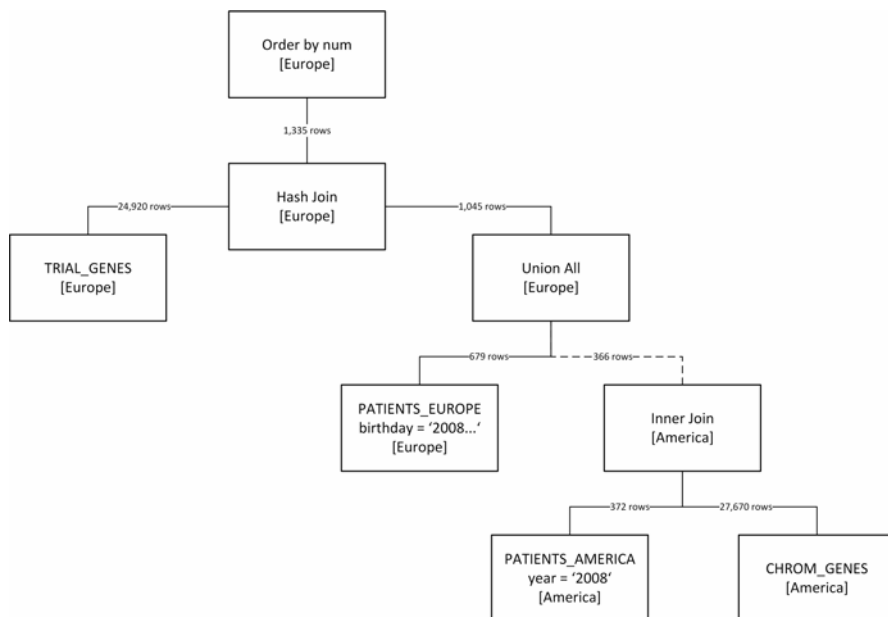 Order by num
[Europe]
1,335 rows
Hash Join
[Europe]
24,920 rows
1,045 rows
TRIAL_GENES
[Europe]
Union All
[Europe]
679 rows
366 rows
PATIENTS_EUROPE
birthday = ‘2008...‘
[Europe]
Inner Join
[America]
372 rows
27,670 rows
PATIENTS_AMERICA
year = ‘2008‘
[America]
CHROM_GENES
[America]